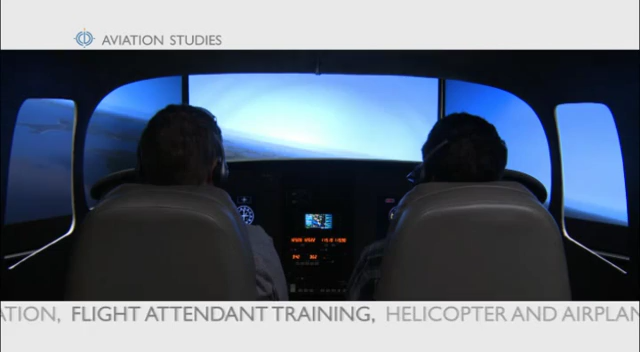 AVIATION STUDIES
ATION, FLIGHT ATTENDANT TRAINING, HELICOPTER AND AIRPLAN